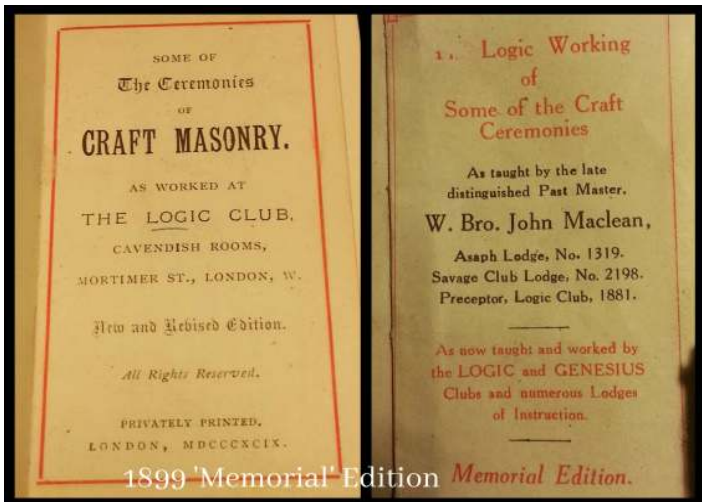 SOME OF
The Ceremonies
OF
CRAFT MASONRY.
AS WORKED AT
THE LOGIC CLUB,
CAVENDISH ROOMS,
MORTIMER ST., LONDON, W.
New and Revised Edition.
All Rights Reserved.
PRIVATELY PRINTED.
LONDON, MDCCCXCIX.
Logic Working
of
Some of the Craft
Ceremonies
As taught by the late
distinguished Past Master,
W. Bro. John Maclean,
Asaph Lodge, No. 1319.
Savage Club Lodge, No. 2198.
Preceptor, Logic Club, 1881.
As now taught and worked by
the LOGIC and GENESIUS
Clubs and numerous Lodges
of Instruction.
Memorial Edition.
1899 'Memorial' Edition